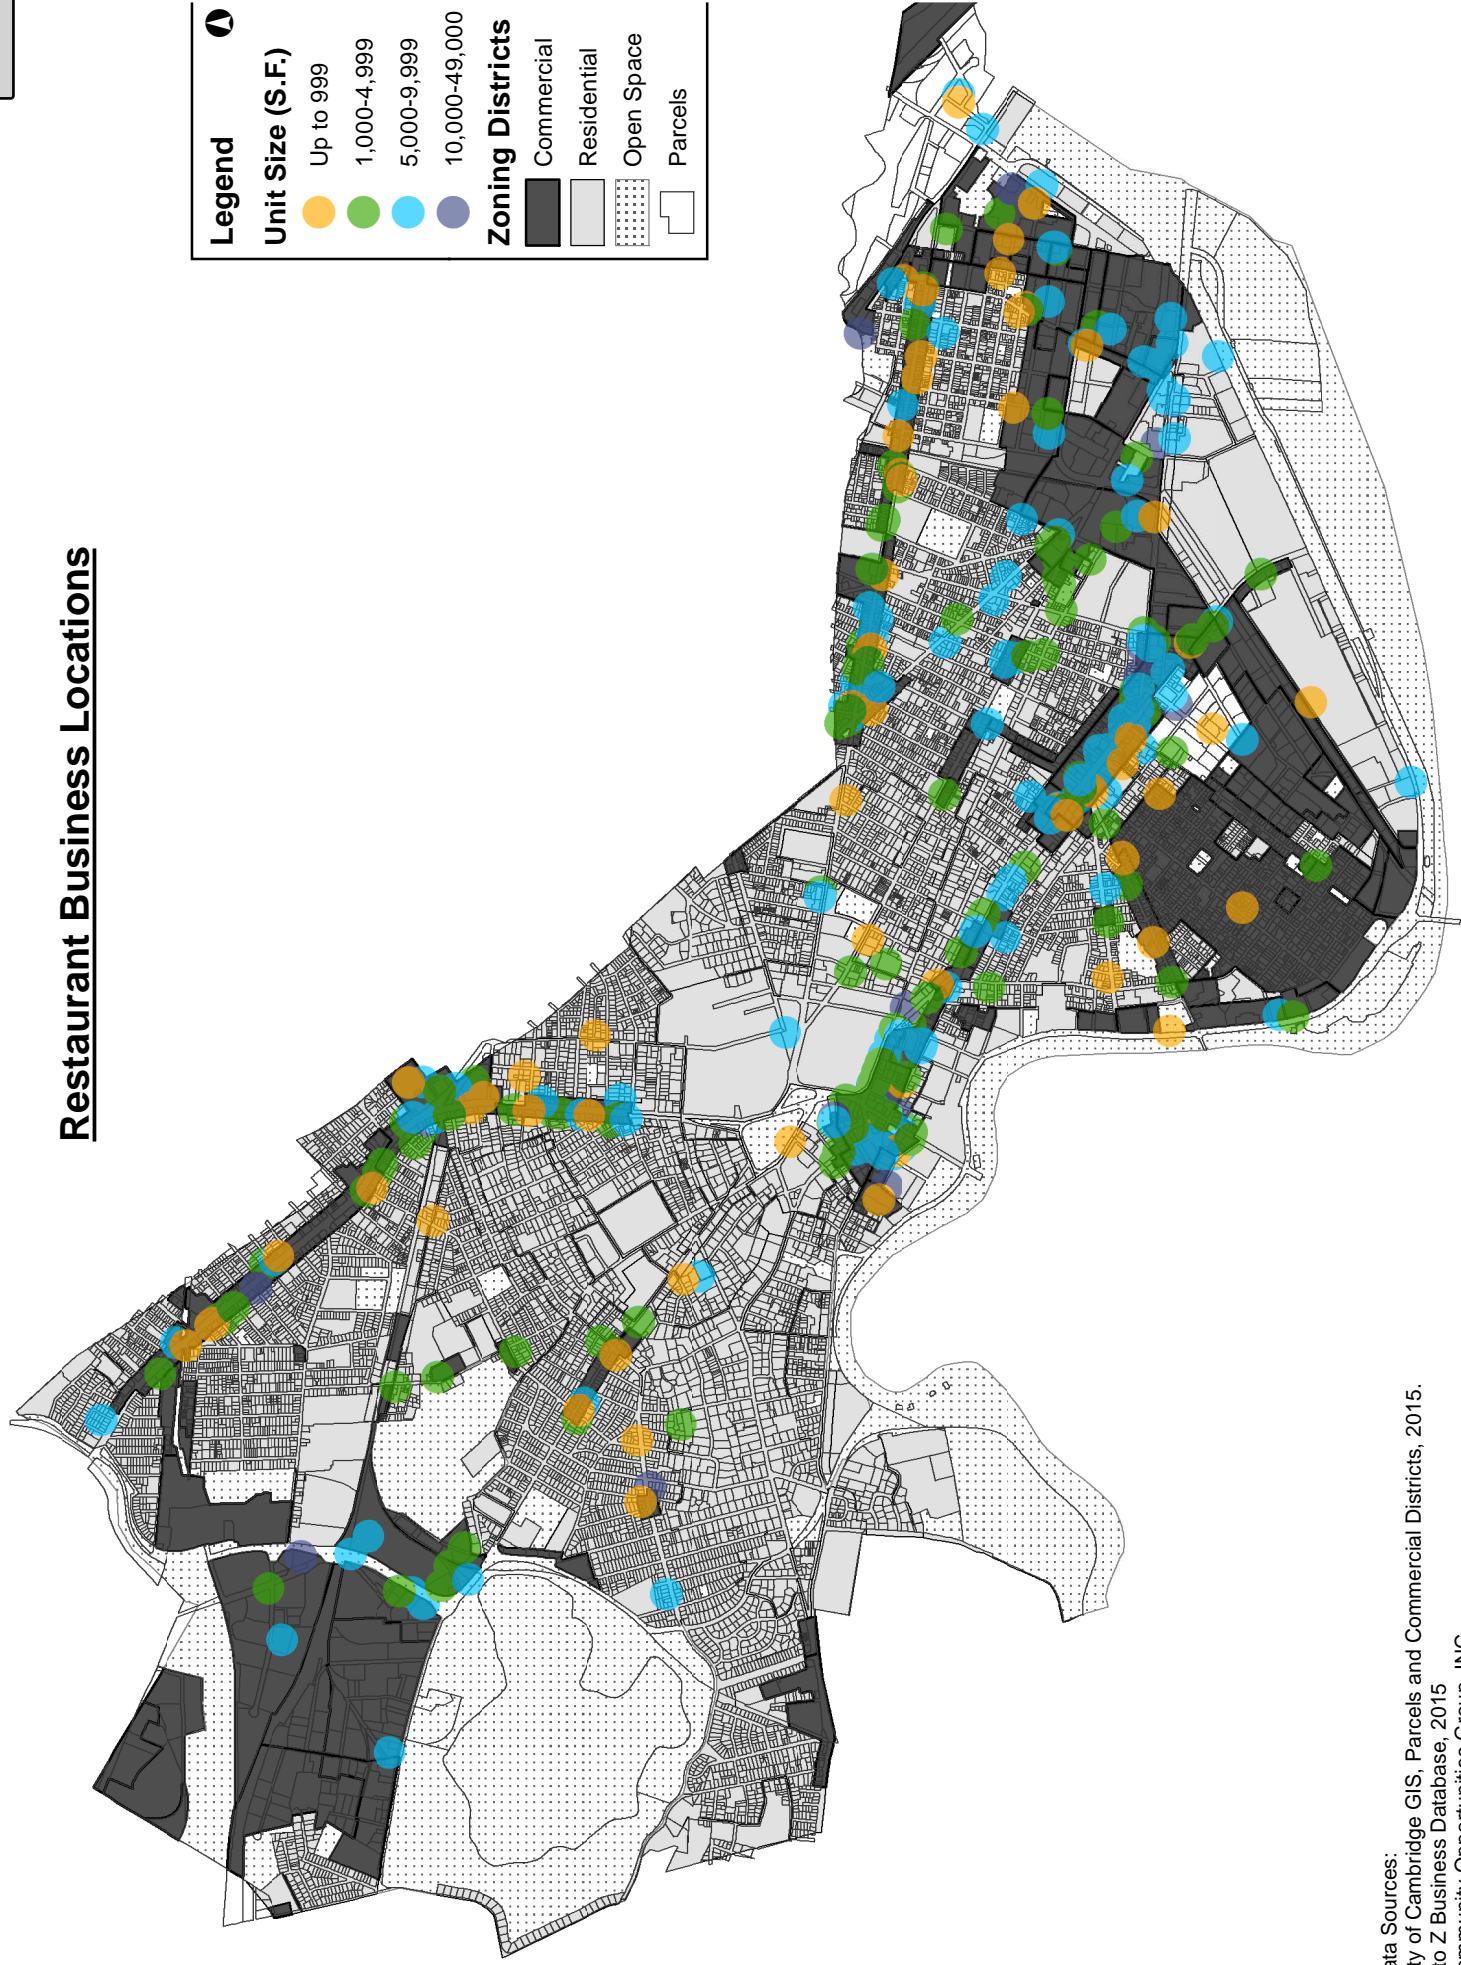 Restaurant Business Locations
Legend
Unit Size (S.F.)
Up to 999
1,000-4,999
5,000-9,999
10,000-49,000
Zoning Districts
Commercial
Residential
Open Space
Parcels
ata Sources:
ty of Cambridge GIS, Parcels and Commercial Districts, 2015.
to Z Business Database, 2015